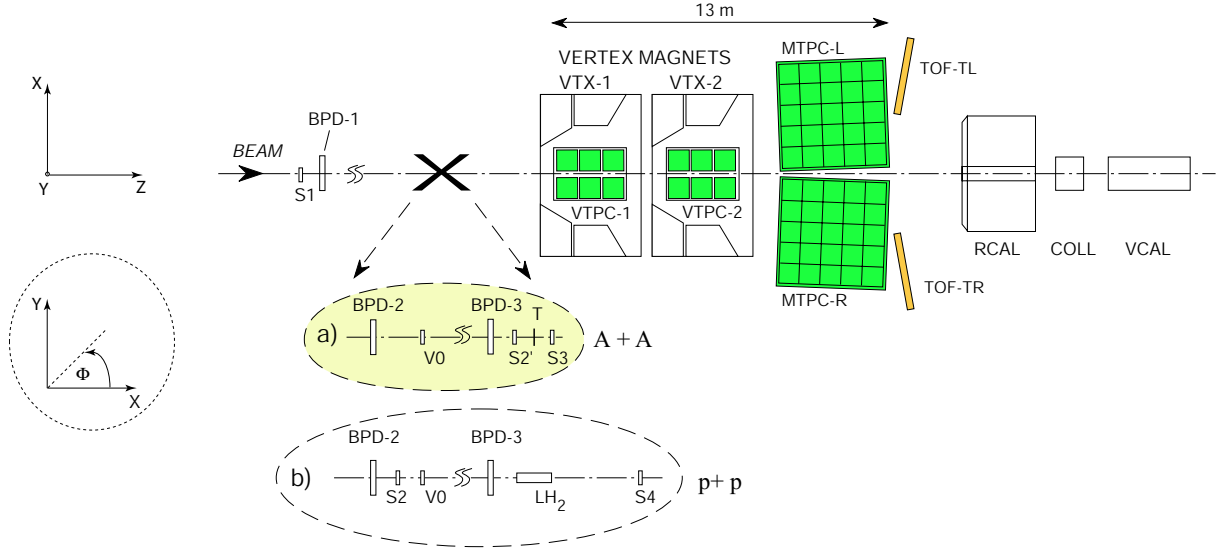 13 m
VERTEX MAGNETS
MTPC-L
VTX-1
VTX-2
TOF-TL
X
BPD-1
BEAM
Y
Z
S1
VTPC-1
VTPC-2
RCAL
COLL
VCAL
MTPC-R
TOF-TR
Y
Φ
X
BPD-2
BPD-3
T
a)
V0
S2'
S3
A + A
BPD-2
BPD-3
b)
S2
V0
LH2
S4
p+ p